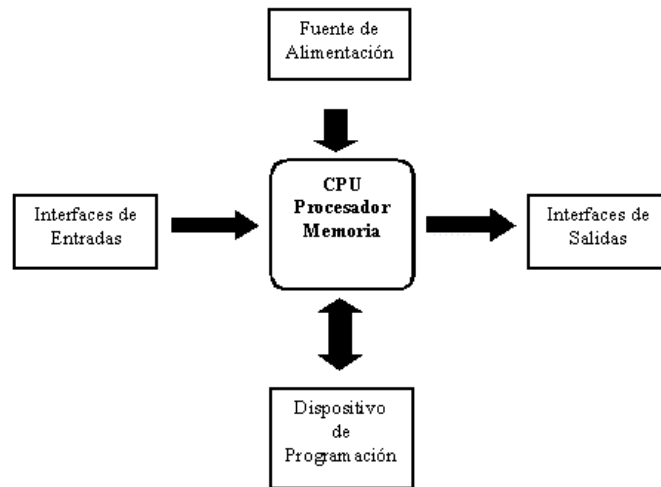 Fuente de
Alimentación
CPU
Procesador
Memoria
Interfaces de
Entradas
Interfaces de
Salidas
Dispositivo
de
Programación